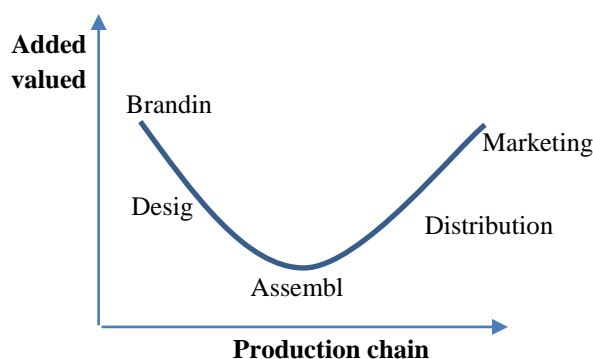 Added
valued
Brandin
Marketing
Desig
Distribution
Assembl
Production chain